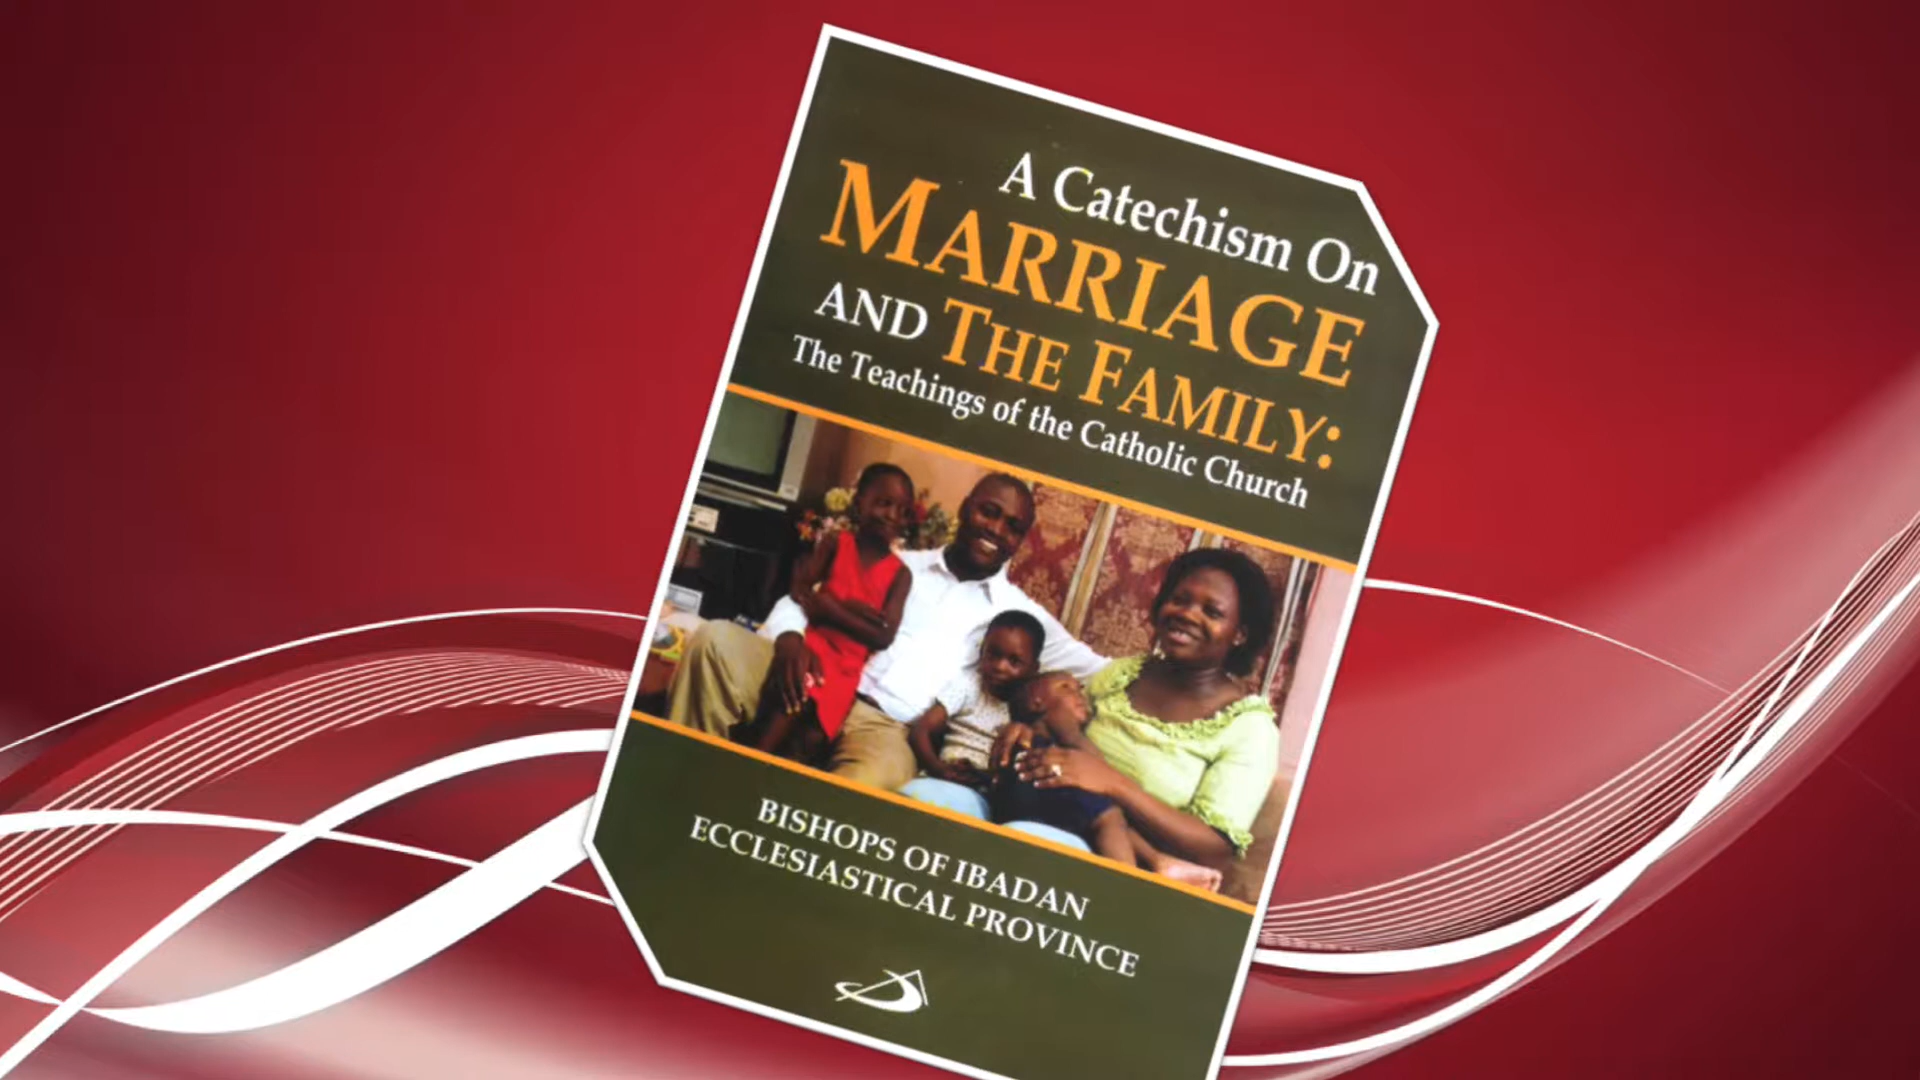 A Catechism On
MARRIAGE
AND THE FAMILY:
The Teachings of the Catholic Church
BISHOPS OF IBADAN
ECCLESIASTICAL PROVINCE